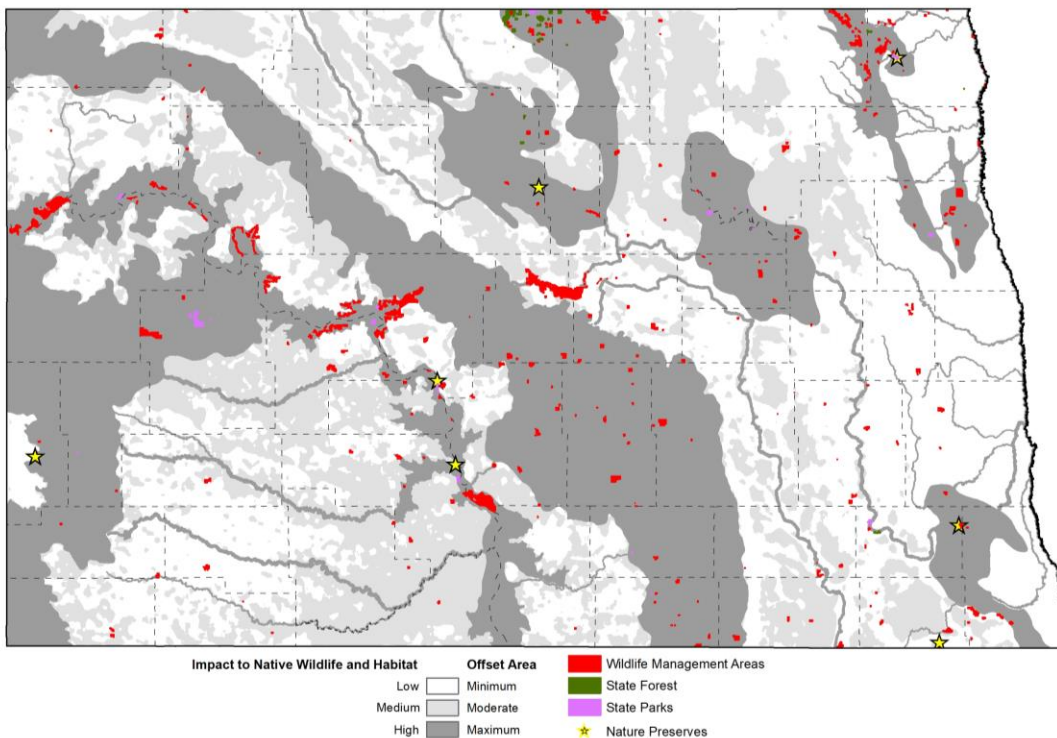 Impact to Native Wildlife and Habitat Offset Area Wildlife Management Areas
Low Minimum State Forest
Medium Moderate State Parks
High Maximum Nature Preserves